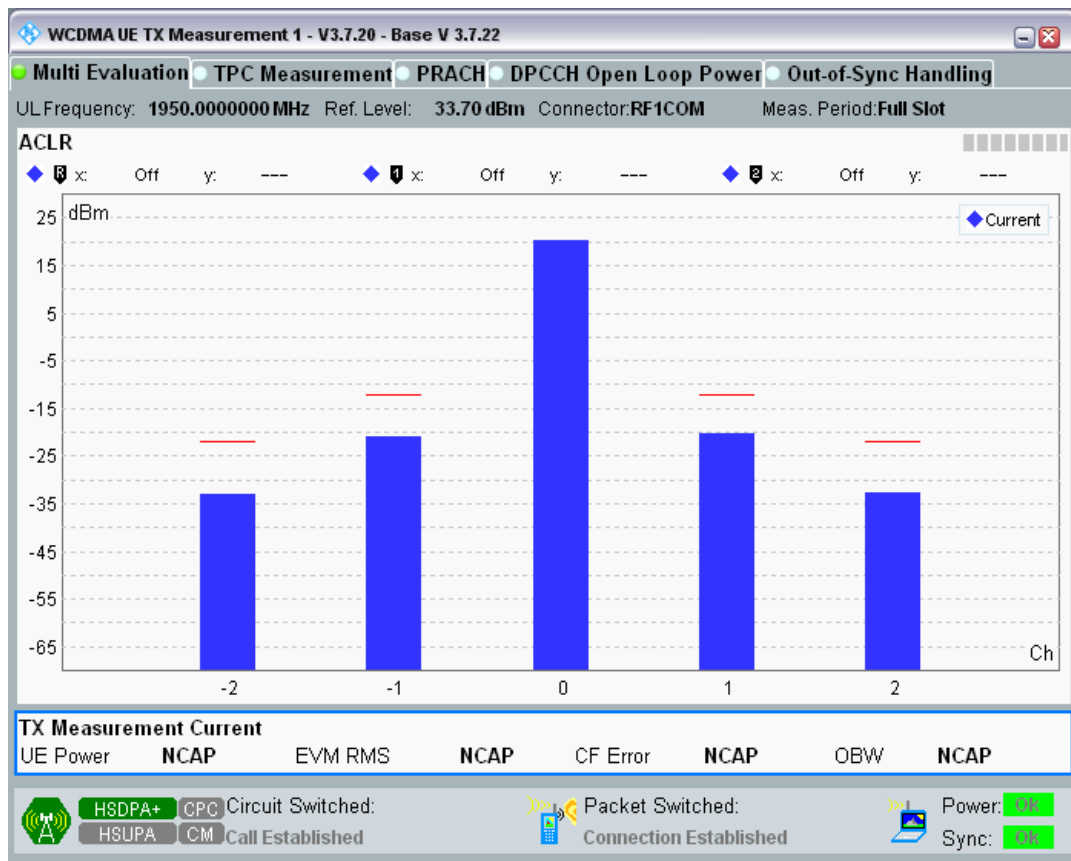 WCDMA UE TX Measurement 1 - V3.7.20 - Base V 3.7.22
Multi Evaluation TPC Measurement PRACH DPCCH Open Loop Power Out-of-Sync Handling
UL Frequency: 1950.0000000 MHz Ref. Level: 33.70 dBm Connector: RF1COM Meas. Period: Full Slot
ACLR
R x: Off y: --- 1 x: Off y: --- 2 x: Off y: ---
dBm
Current
25
15
5
-5
-15
-25
-35
-45
-55
-65
Ch
-2 -1 0 1 2
TX Measurement Current
UE Power NCAP EVM RMS NCAP CF Error NCAP OBW NCAP
HSDPA+ CPC Circuit Switched: Packet Switched: Power: OK
HSUPA CM Call Established Connection Established Sync: OK